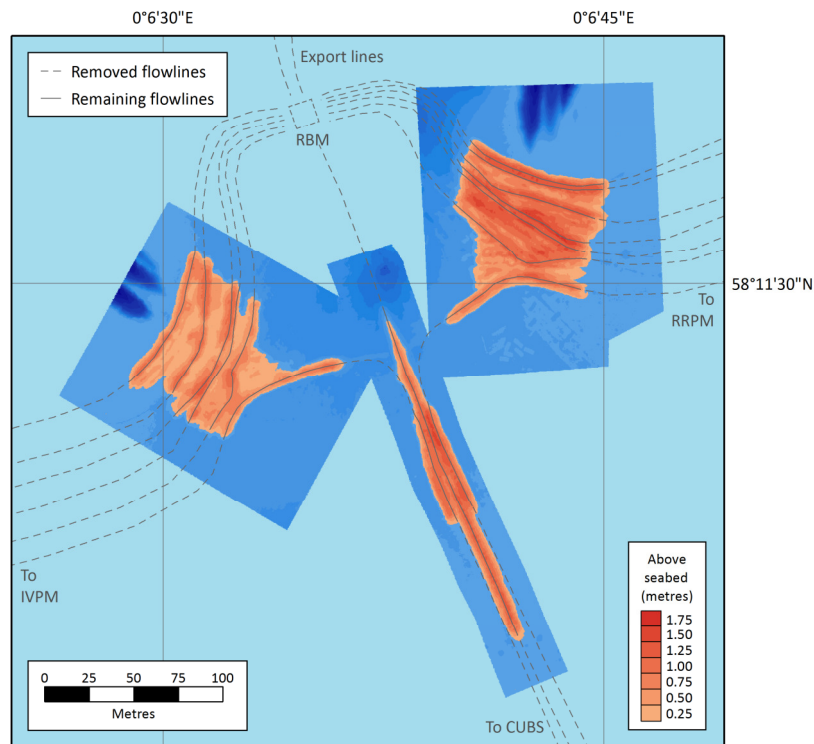 0°6'30"E
0°6'45"E
Removed flowlines
Remaining flowlines
Export lines
RBM
58°11'30"N
To
RRPM
To
IVPM
Above
seabed
(metres)
1.75
1.50
1.25
1.00
0.75
0.50
0.25
0 25 50 75 100
Metres
To CUBS